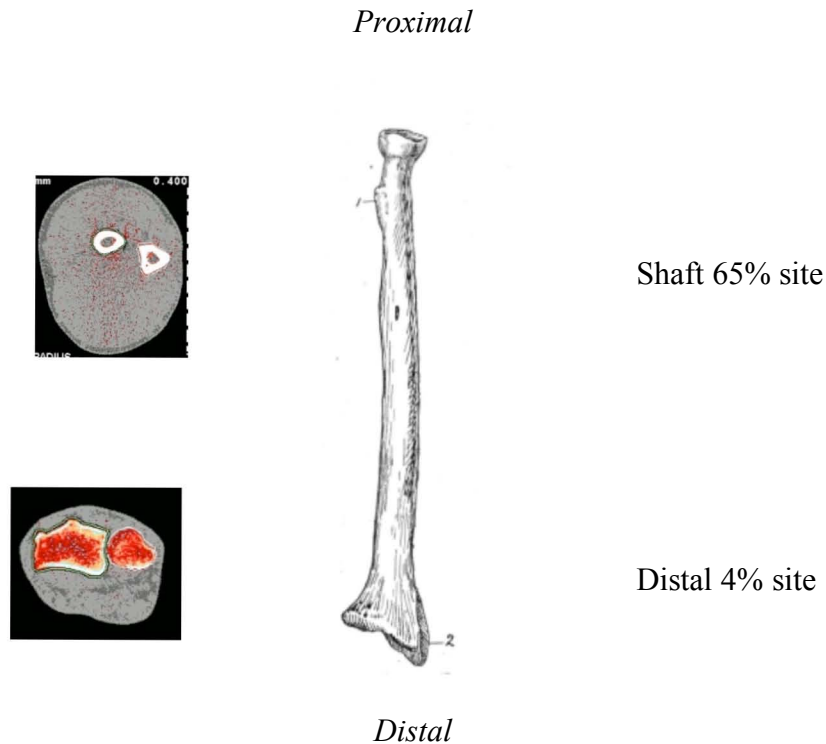 Proximal
mm 0.400
1
Shaft 65% site
RADIUS
Distal 4% site
2
Distal